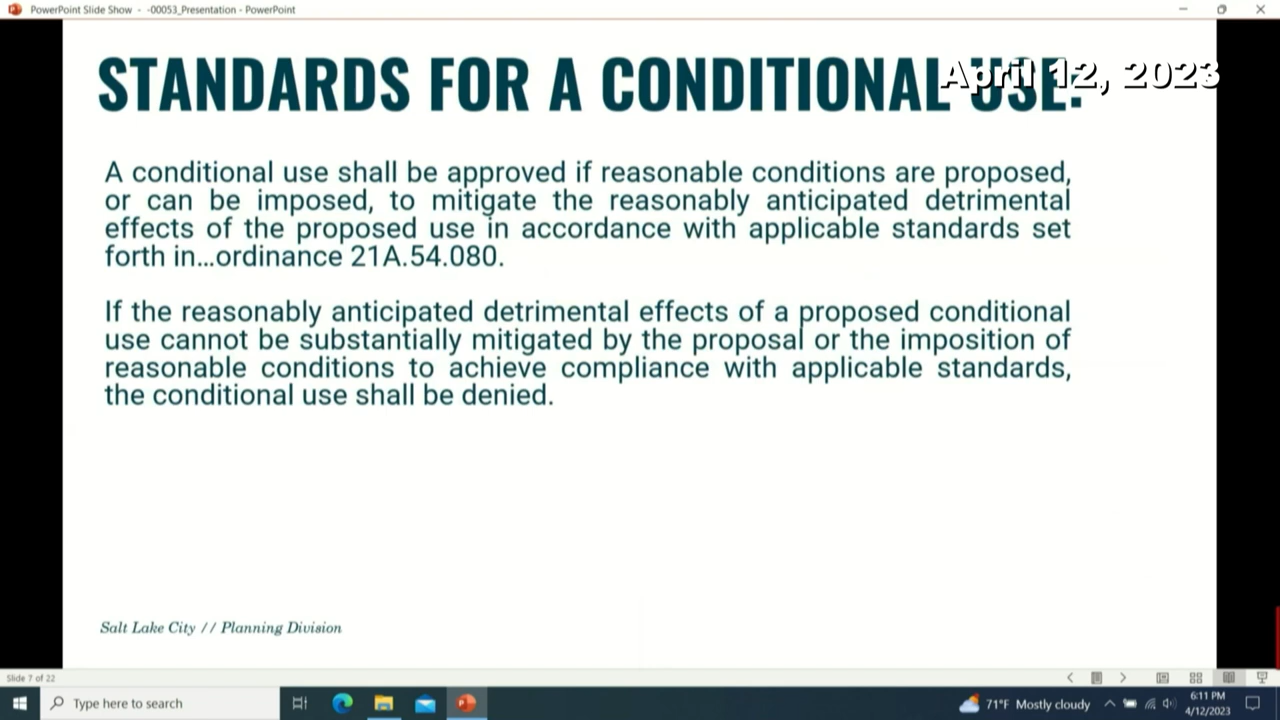 PowerPoint Slide Show - -00053_Presentation - PowerPoint
April 12, 2023
STANDARDS FOR A CONDITIONAL USE:
A conditional use shall be approved if reasonable conditions are proposed,
or can be imposed, to mitigate the reasonably anticipated detrimental
effects of the proposed use in accordance with applicable standards set
forth in...ordinance 21A.54.080.
If the reasonably anticipated detrimental effects of a proposed conditional
use cannot be substantially mitigated by the proposal or the imposition of
reasonable conditions to achieve compliance with applicable standards,
the conditional use shall be denied.
Salt Lake City // Planning Division
Slide 7 of 22
Type here to search
71°F Mostly cloudy
6:11 PM
4/12/2023